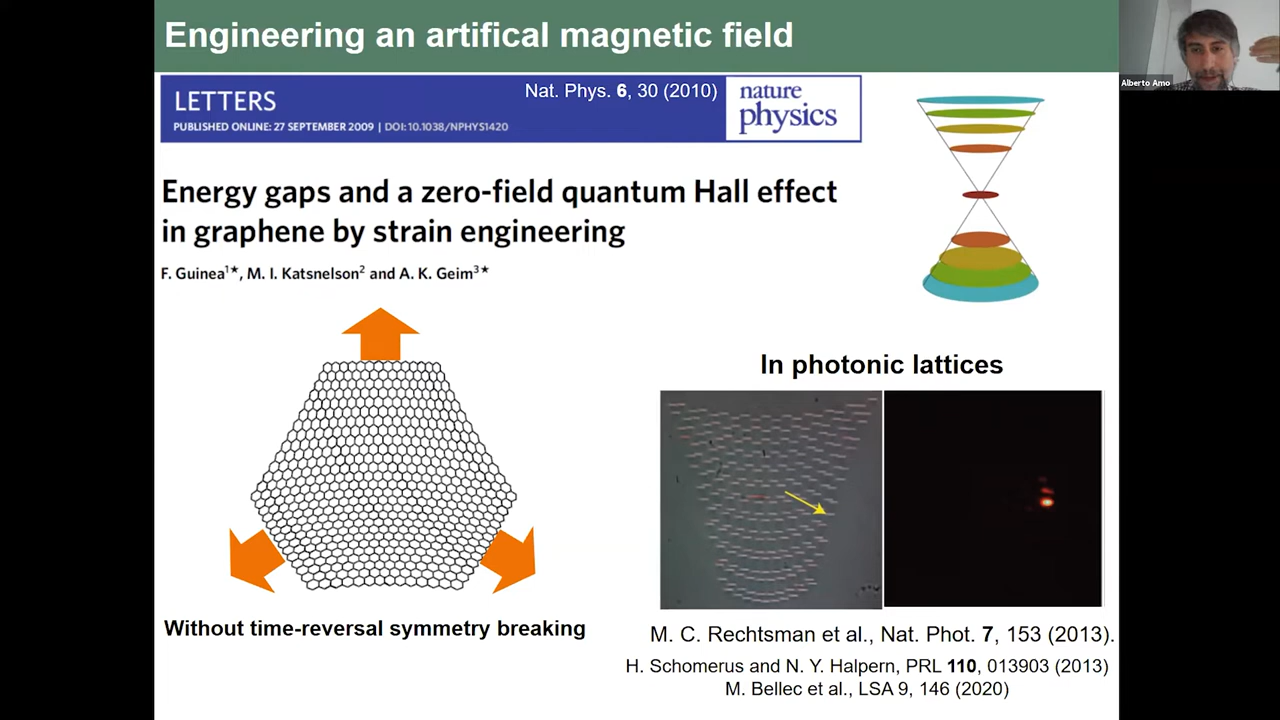 Engineering an artifical magnetic field
Alberto Amo
LETTERS
Nat. Phys. 6, 30 (2010)
nature
physics
PUBLISHED ONLINE: 27 SEPTEMBER 2009 | DOI: 10.1038/NPHYS1420
Energy gaps and a zero-field quantum Hall effect
in graphene by strain engineering
F. Guinea1*, M. I. Katsnelson2 and A. K. Geim3*
In photonic lattices
Without time-reversal symmetry breaking
M. C. Rechtsman et al., Nat. Phot. 7, 153 (2013).
H. Schomerus and N. Y. Halpern, PRL 110, 013903 (2013)
M. Bellec et al., LSA 9, 146 (2020)